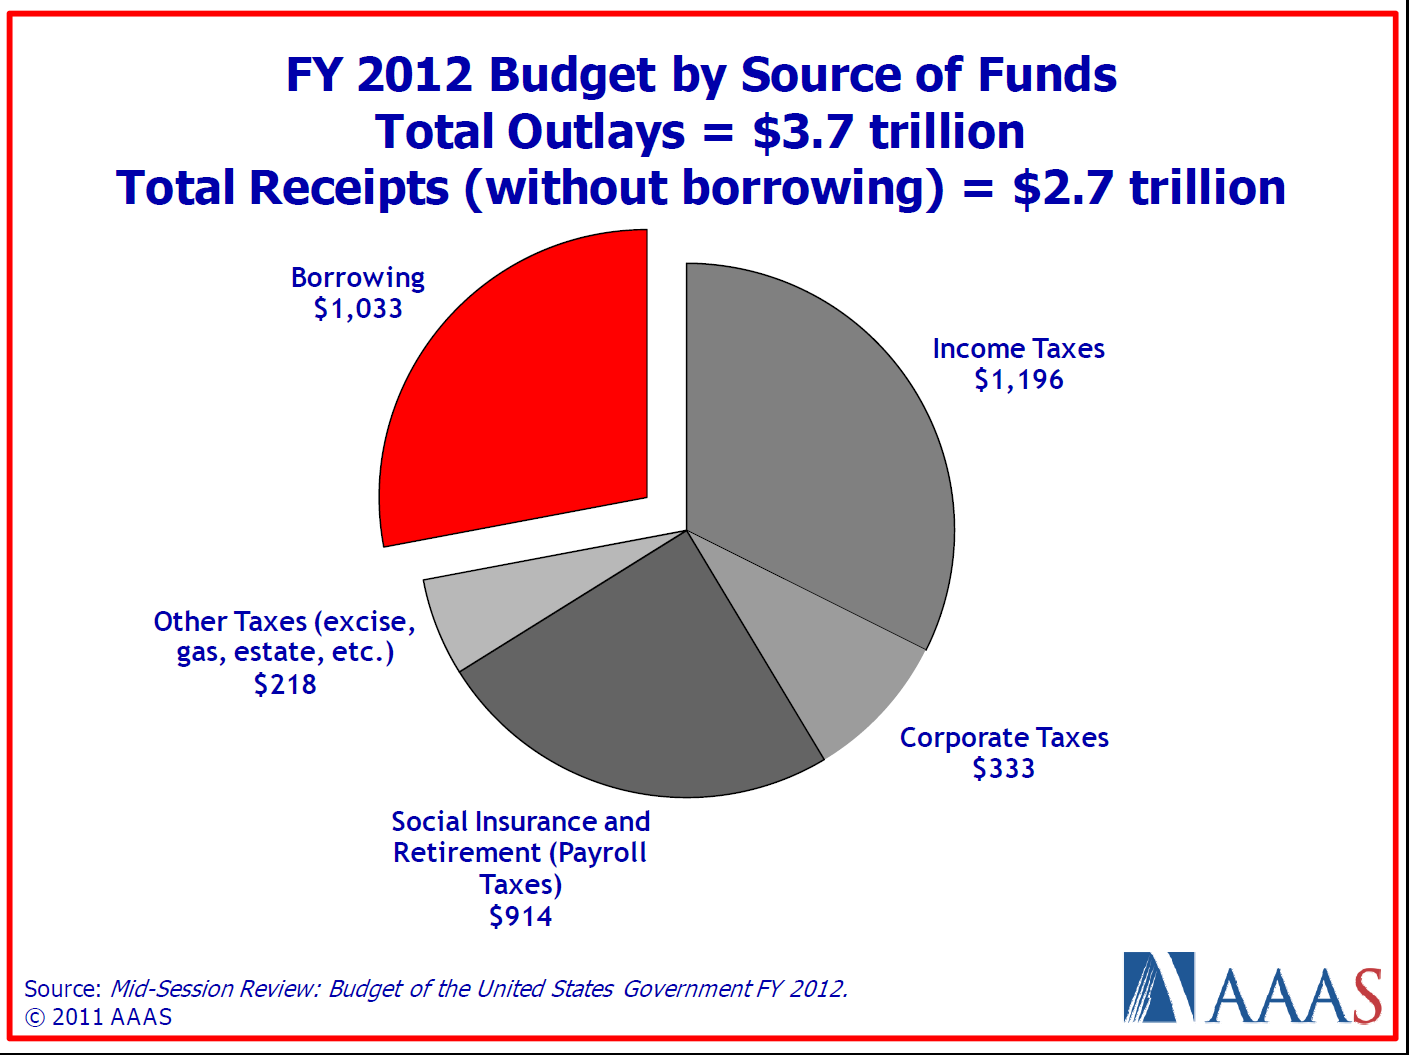 FY 2012 Budget by Source of Funds
Total Outlays = $3.7 trillion
Total Receipts (without borrowing) = $2.7 trillion
Borrowing
$1,033
Income Taxes
$1,196
Other Taxes (excise,
gas, estate, etc.)
$218
Corporate Taxes
$333
Social Insurance and
Retirement (Payroll
Taxes)
$914
Source: Mid-Session Review: Budget of the United States Government FY 2012.
© 2011 AAAS
AAAS